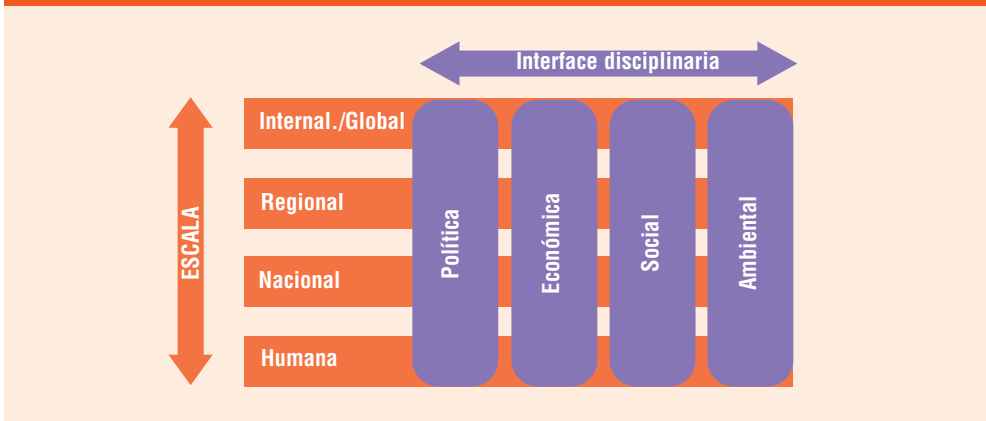 Interface disciplinaria
ESCALA
Internal./Global
Regional
Nacional
Humana
Política
Económica
Social
Ambiental